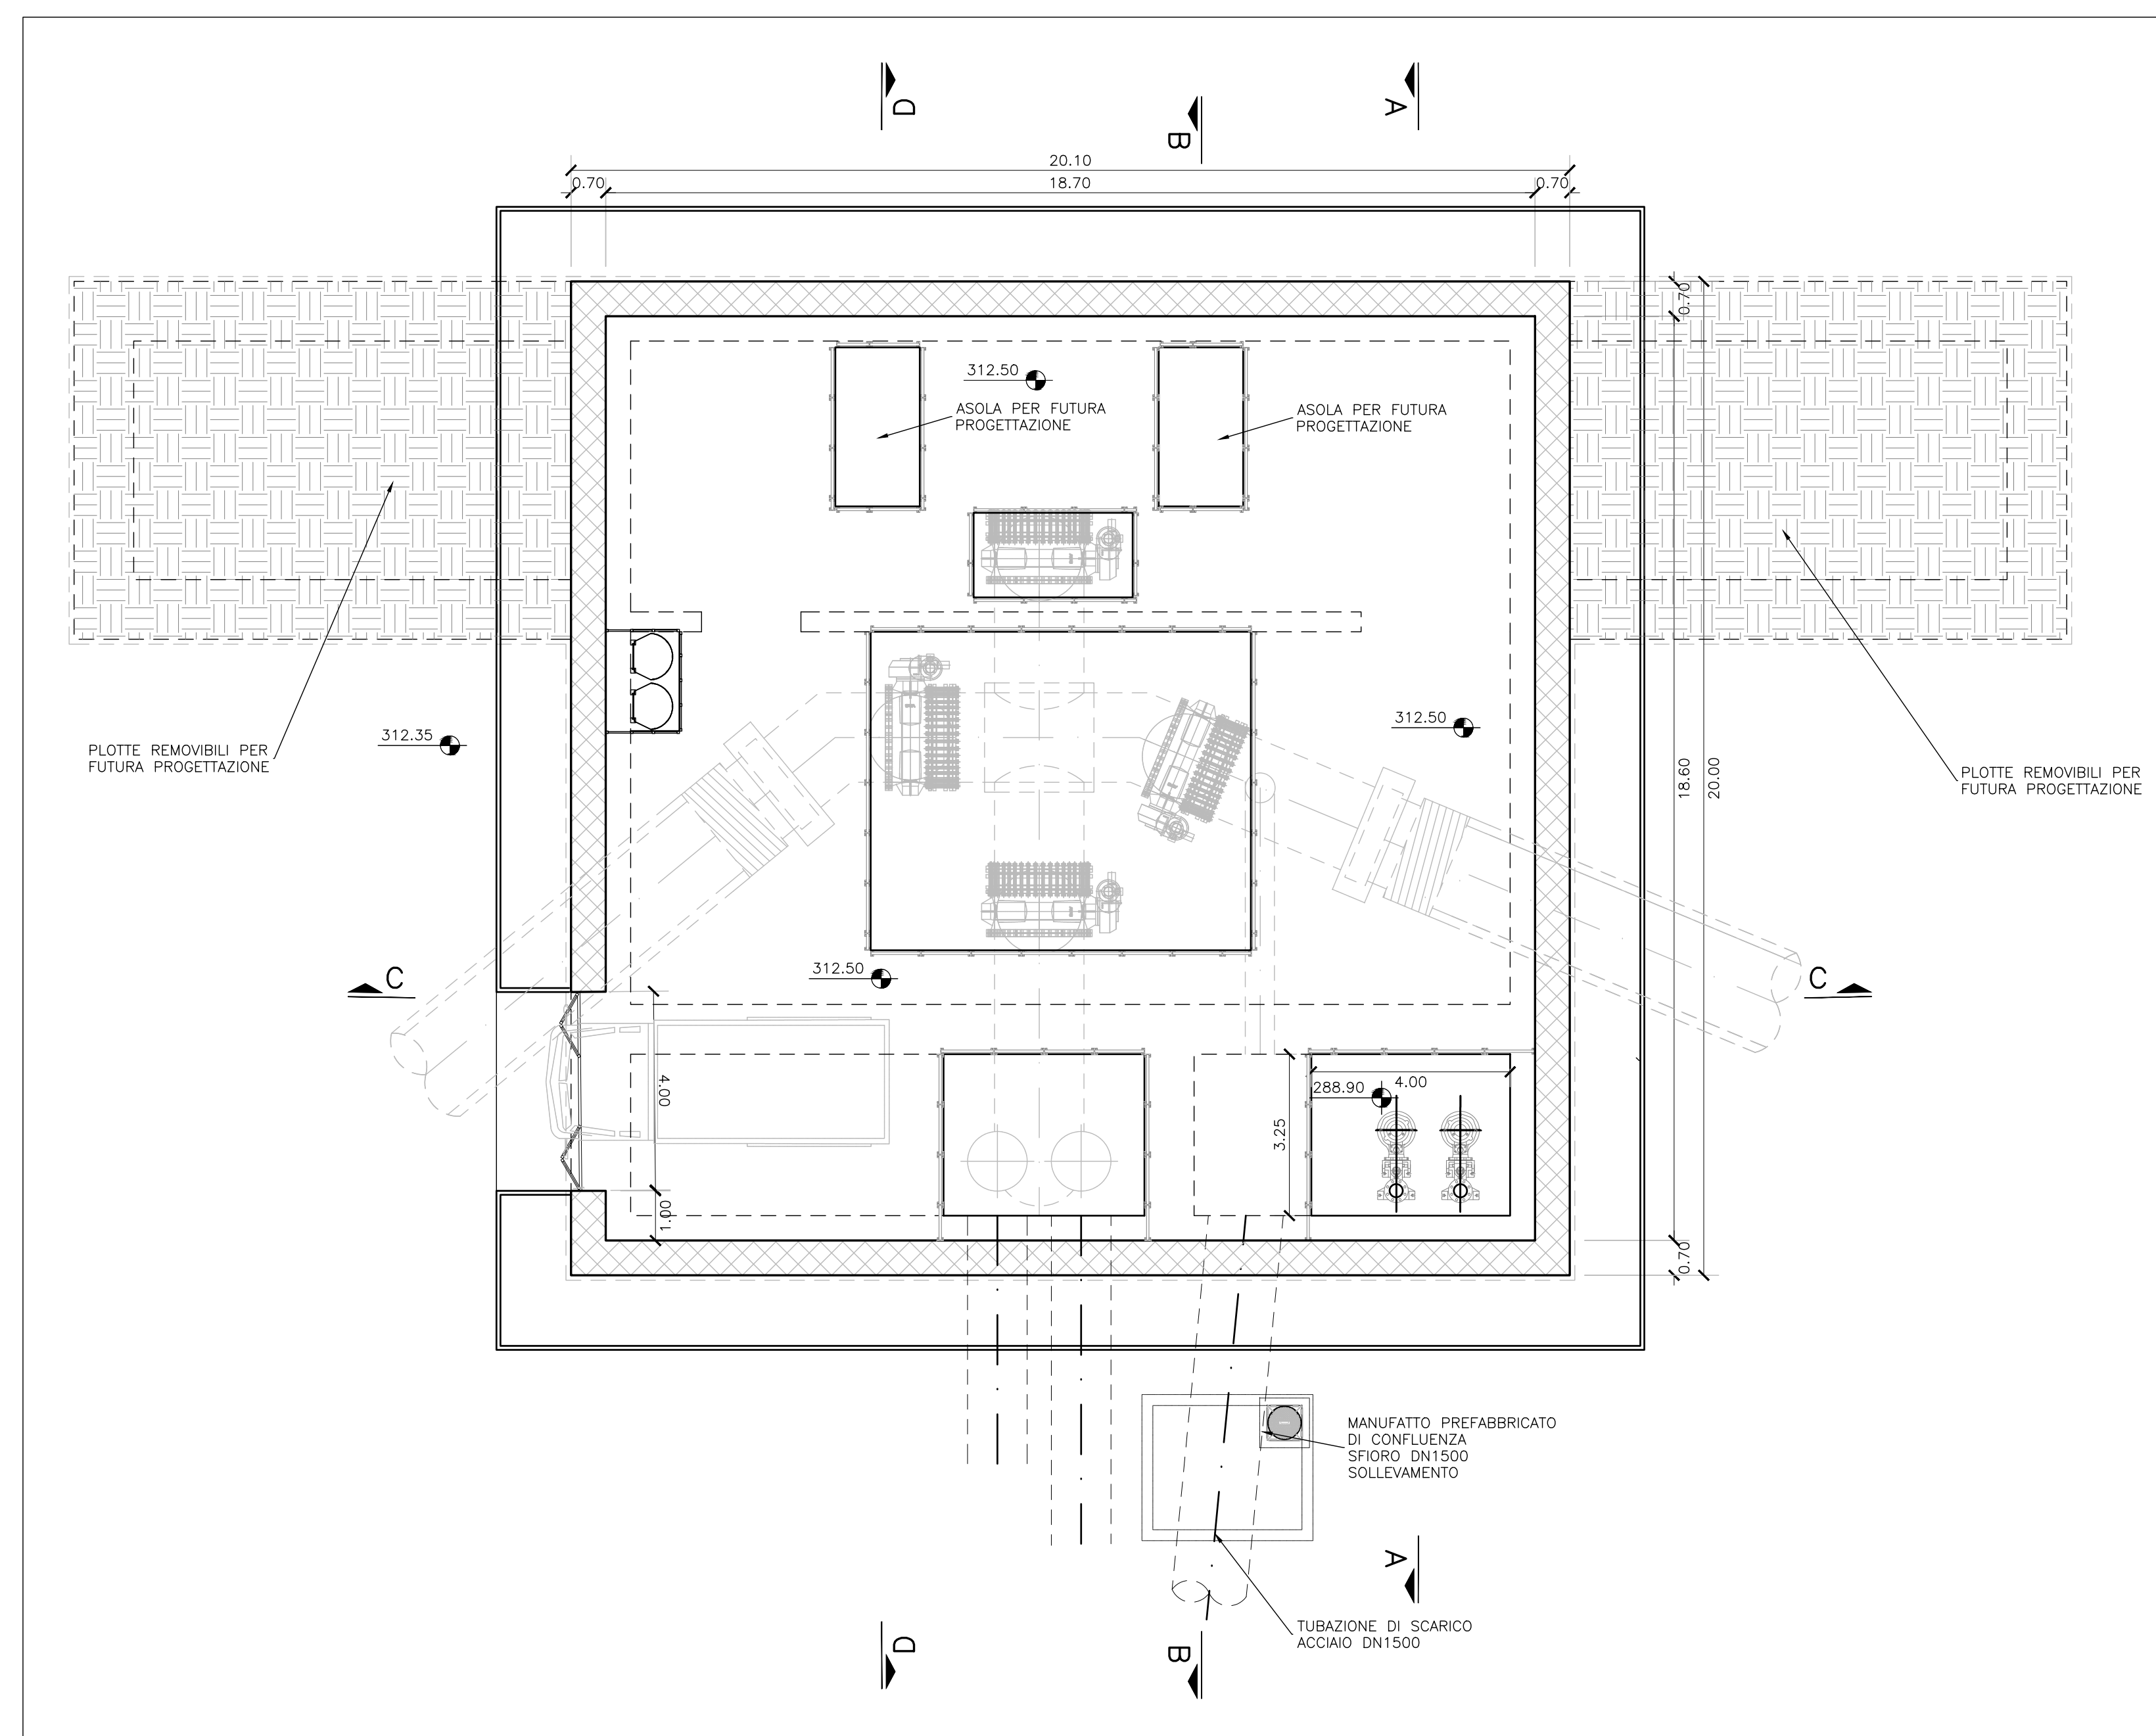 D
B
A
20.10
0.70
18.70
0.70
0.70
312.50
ASOLA PER FUTURA
PROGETTAZIONE
ASOLA PER FUTURA
PROGETTAZIONE
312.35
PLOTTE REMOVIBILI PER
FUTURA PROGETTAZIONE
312.50
18.60
20.00
PLOTTE REMOVIBILI PER
FUTURA PROGETTAZIONE
C
312.50
C
4.00
288.90
4.00
3.25
1.00
0.70
MANUFATTO PREFABBRICATO
DI CONFLUENZA
SFIORO DN1500
SOLLEVAMENTO
A
TUBAZIONE DI SCARICO
ACCIAIO DN1500
D
B